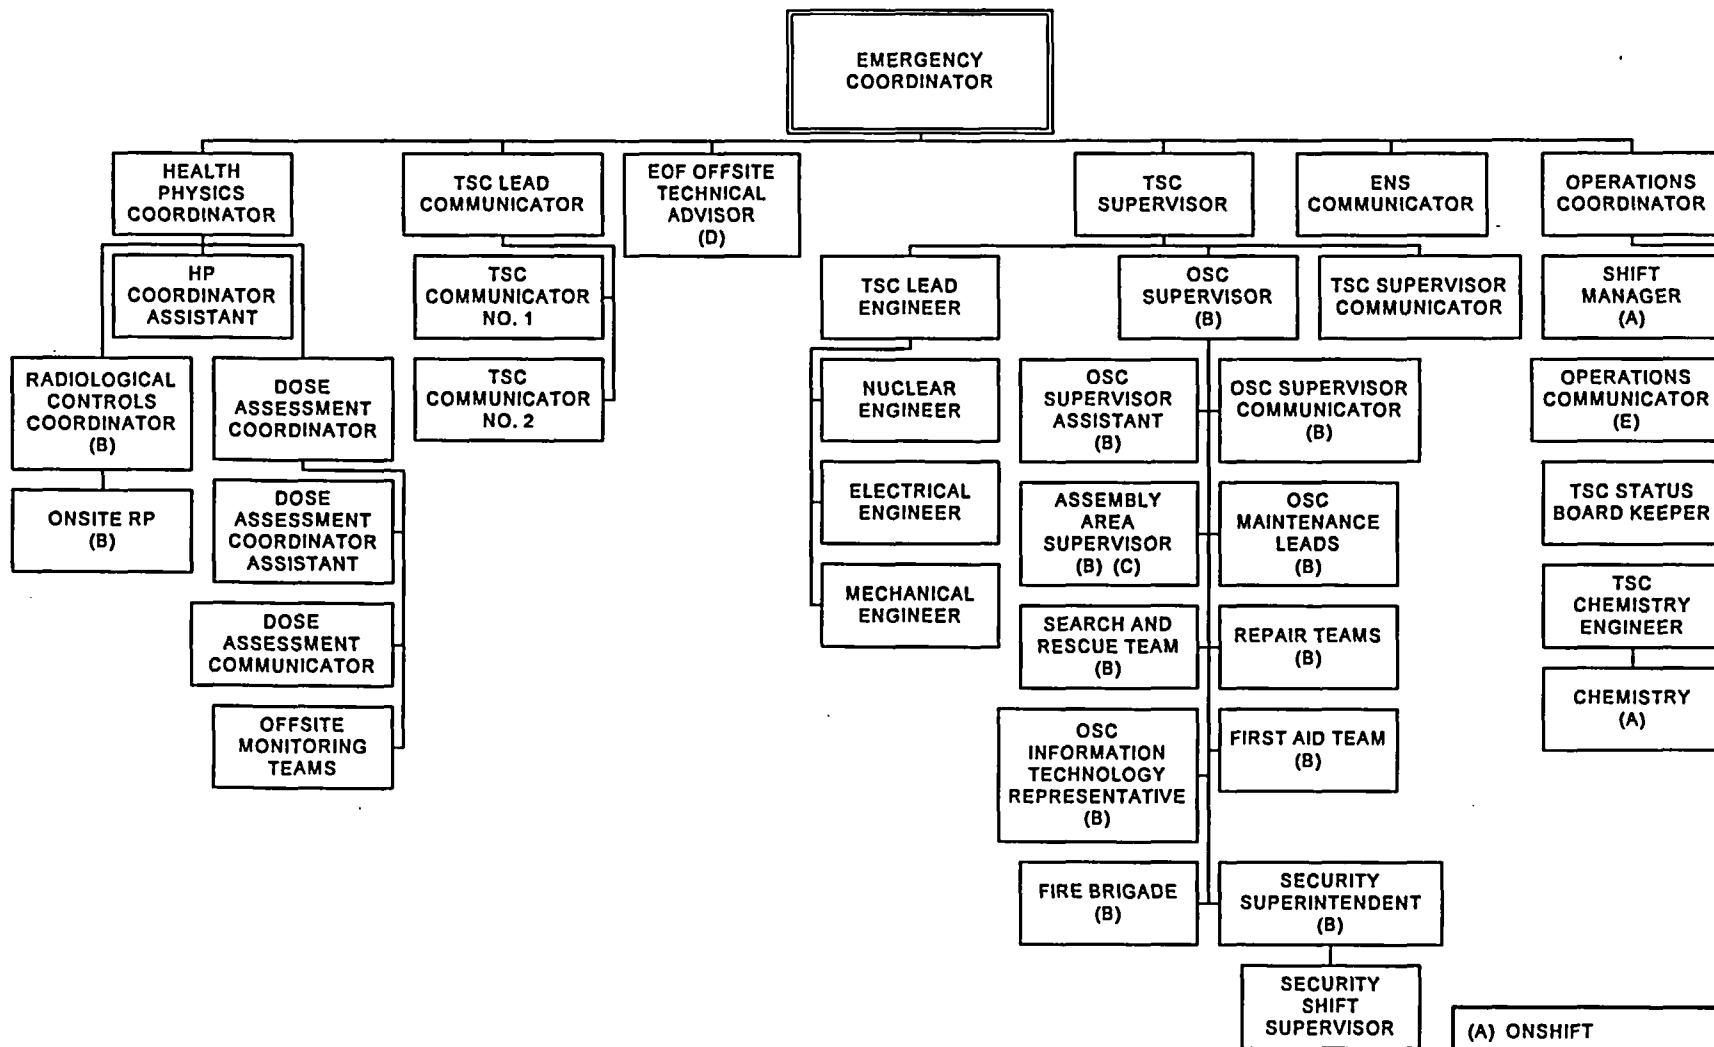 EMERGENCY
COORDINATOR
HEALTH
PHYSICS
COORDINATOR
TSC LEAD
COMMUNICATOR
EOF OFFSITE
TECHNICAL
ADVISOR
(D)
TSC
SUPERVISOR
ENS
COMMUNICATOR
OPERATIONS
COORDINATOR
HP
COORDINATOR
ASSISTANT
TSC
COMMUNICATOR
NO. 1
TSC LEAD
ENGINEER
OSC
SUPERVISOR
(B)
TSC SUPERVISOR
COMMUNICATOR
SHIFT
MANAGER
(A)
RADIOLOGICAL
CONTROLS
COORDINATOR
(B)
DOSE
ASSESSMENT
COORDINATOR
TSC
COMMUNICATOR
NO. 2
NUCLEAR
ENGINEER
OSC
SUPERVISOR
ASSISTANT
(B)
OSC SUPERVISOR
COMMUNICATOR
(B)
OPERATIONS
COMMUNICATOR
(E)
ONSITE RP
(B)
DOSE
ASSESSMENT
COORDINATOR
ASSISTANT
ELECTRICAL
ENGINEER
ASSEMBLY
AREA
SUPERVISOR
(B) (C)
OSC
MAINTENANCE
LEADS
(B)
TSC STATUS
BOARD KEEPER
DOSE
ASSESSMENT
COMMUNICATOR
MECHANICAL
ENGINEER
SEARCH AND
RESCUE TEAM
(B)
REPAIR TEAMS
(B)
TSC
CHEMISTRY
ENGINEER
OFFSITE
MONITORING
TEAMS
OSC
INFORMATION
TECHNOLOGY
REPRESENTATIVE
(B)
FIRST AID TEAM
(B)
CHEMISTRY
(A)
FIRE BRIGADE
(B)
SECURITY
SUPERINTENDENT
(B)
SECURITY
SHIFT
SUPERVISOR
(A) ONSHIFT